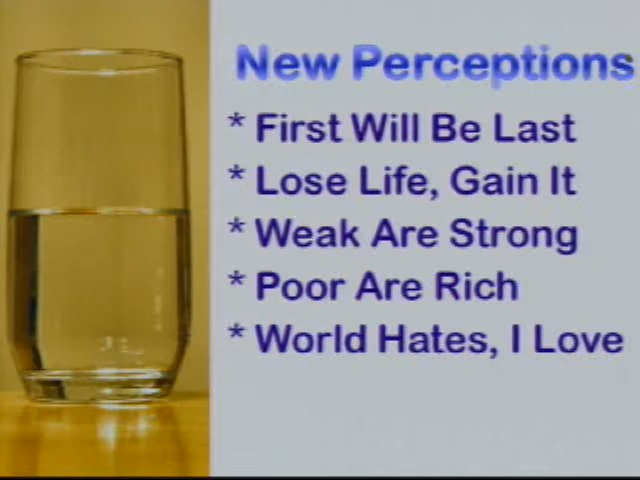 New Perceptions
* First Will Be Last
* Lose Life, Gain It
* Weak Are Strong
* Poor Are Rich
* World Hates, I Love